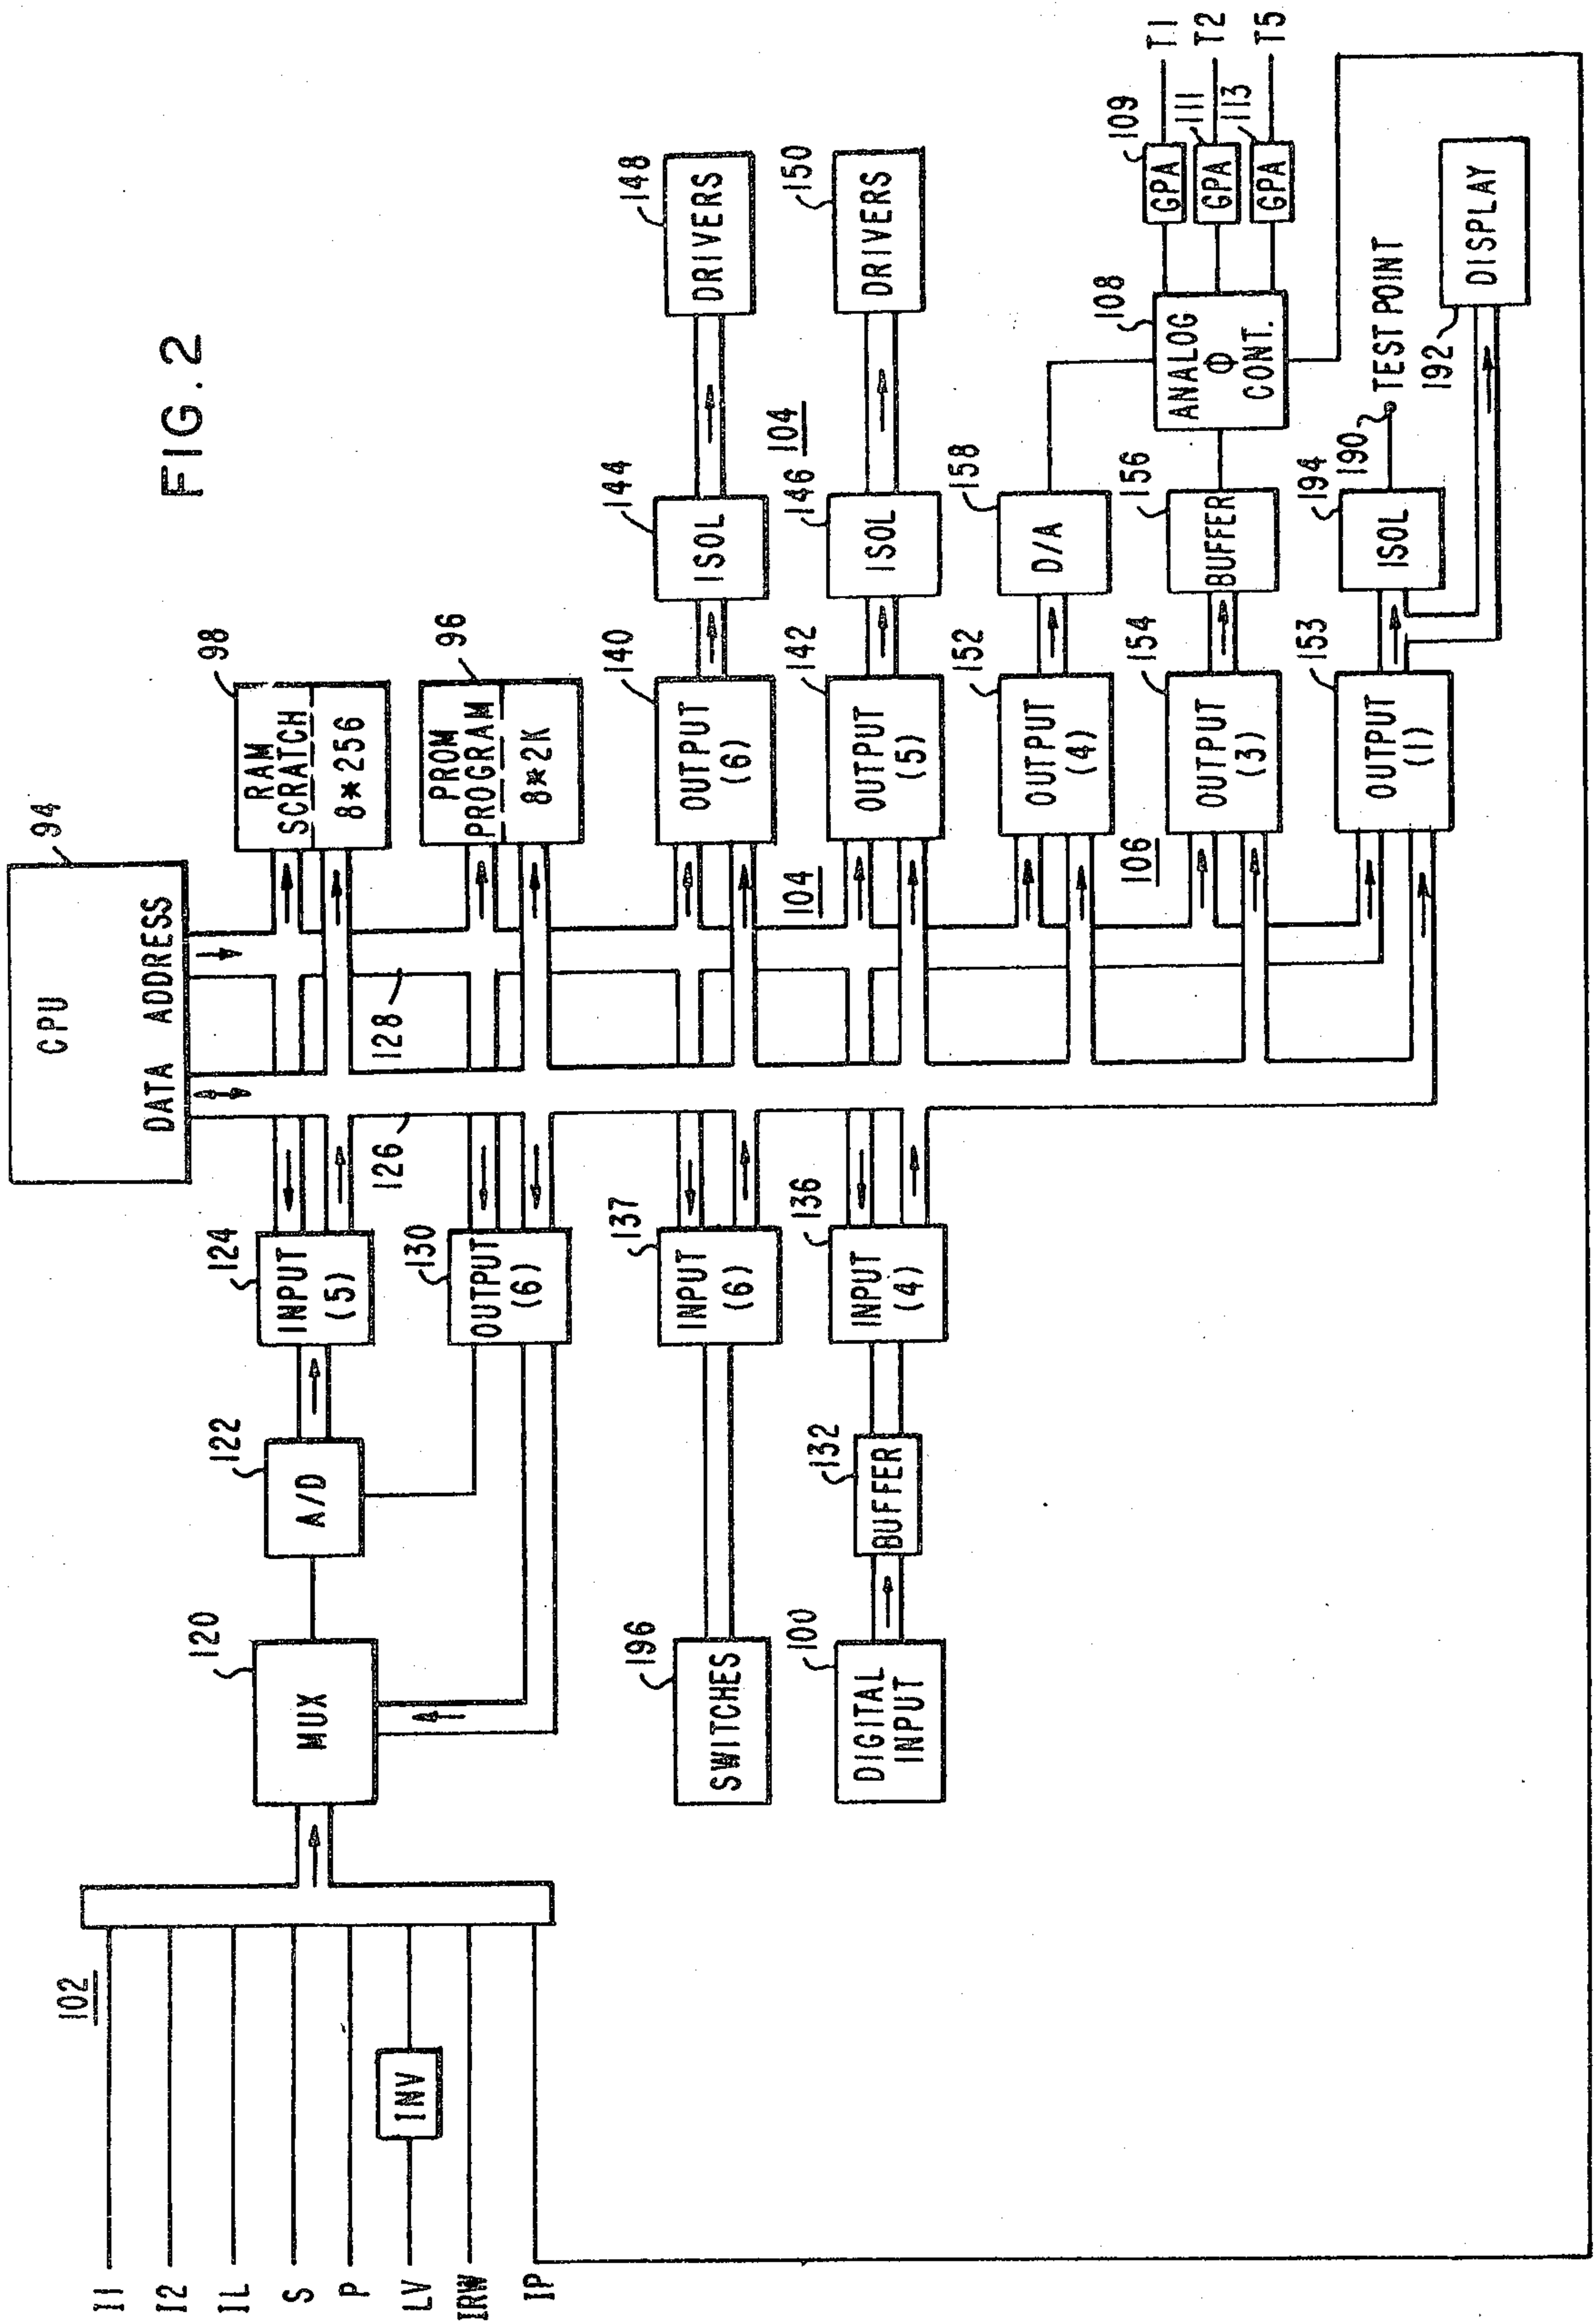 FIG. 2
94
CPU
DATA ADDRESS
102
I1
I2
IL
S
P
LV
IRW
IP
INV
120
MUX
122
A/D
124
INPUT
(5)
126
128
98
RAM
SCRATCH
8*256
130
OUTPUT
(6)
96
PROM
PROGRAM
8*2K
196
SWITCHES
137
INPUT
(6)
140
OUTPUT
(6)
144
ISOL
148
DRIVERS
100
DIGITAL
INPUT
132
BUFFER
136
INPUT
(4)
104
142
OUTPUT
(5)
146
ISOL
104
150
DRIVERS
152
OUTPUT
(4)
158
D/A
106
154
OUTPUT
(3)
156
BUFFER
108
ANALOG
Φ
CONT.
109
GPA
T1
111
GPA
T2
113
GPA
T5
153
OUTPUT
(1)
194
ISOL
190
TEST POINT
192
DISPLAY